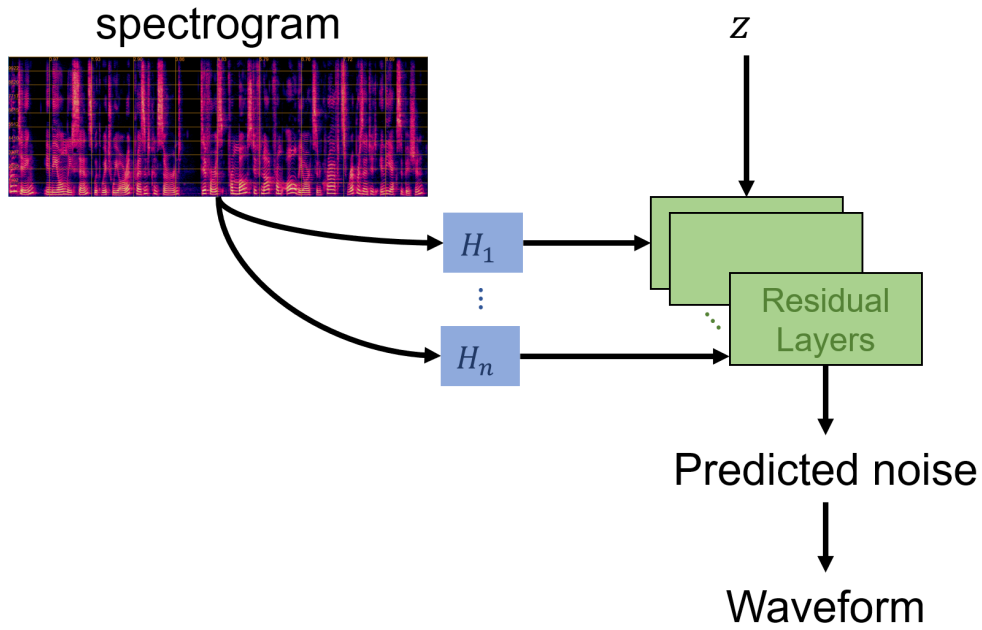 spectrogram
z
H₁
⋮
Hₙ
Residual
Layers
Predicted noise
Waveform